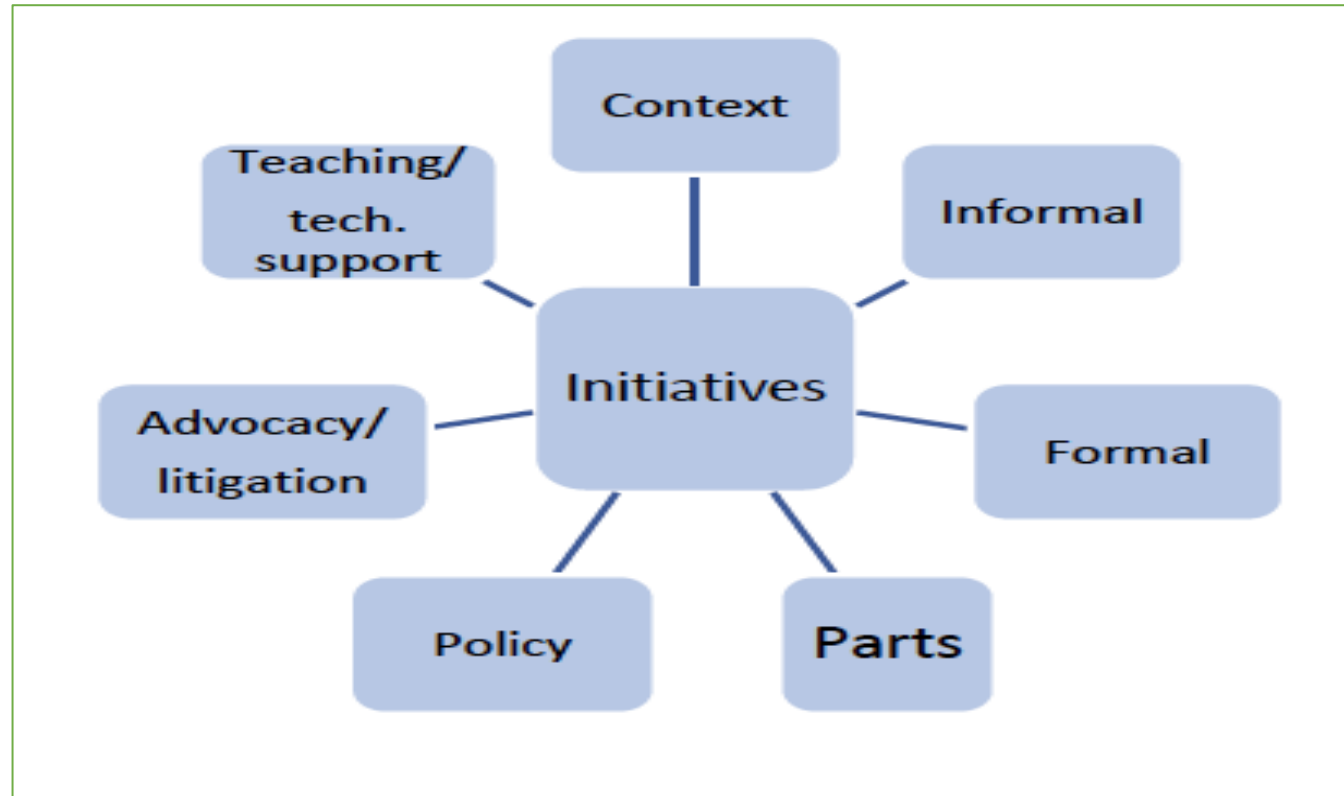 Context
Teaching/
tech.
support
Informal
Initiatives
Advocacy/
litigation
Formal
Policy
Parts